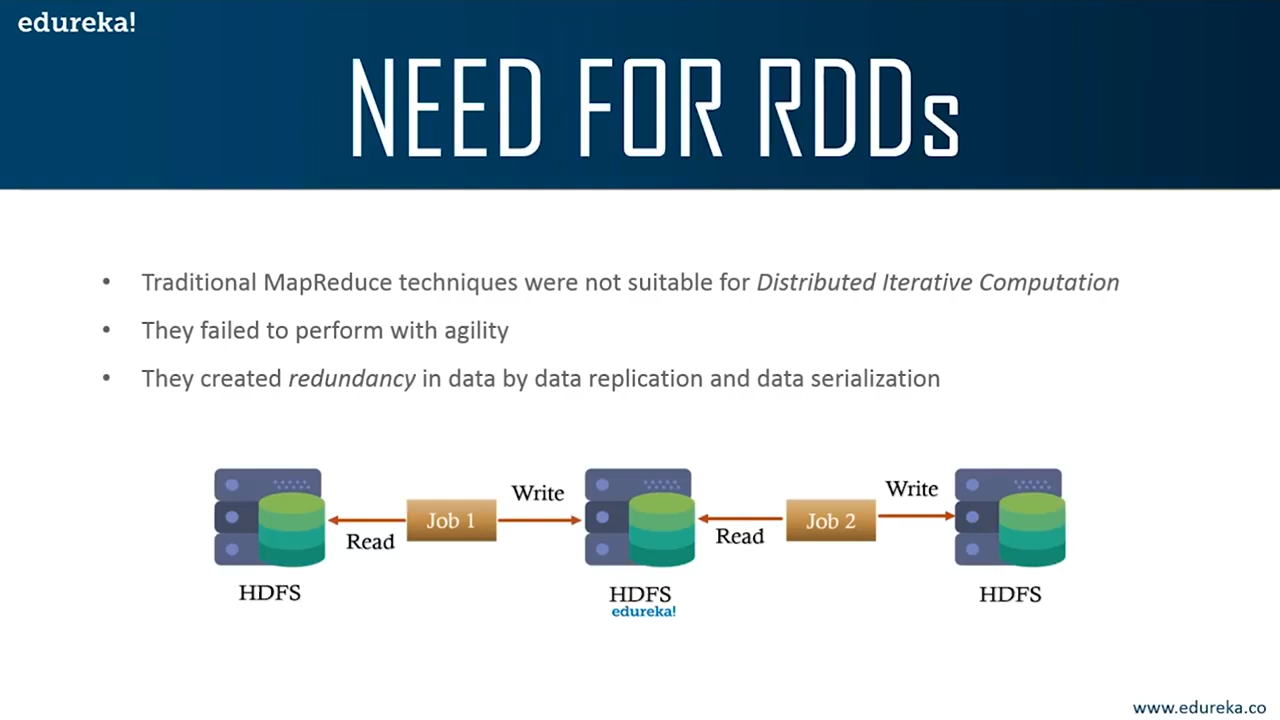 edureka!
NEED FOR RDDs
• Traditional MapReduce techniques were not suitable for Distributed Iterative Computation
• They failed to perform with agility
• They created redundancy in data by data replication and data serialization
Write
Write
Job 1
Job 2
Read
Read
HDFS
HDFS
HDFS
edureka!
www.edureka.co